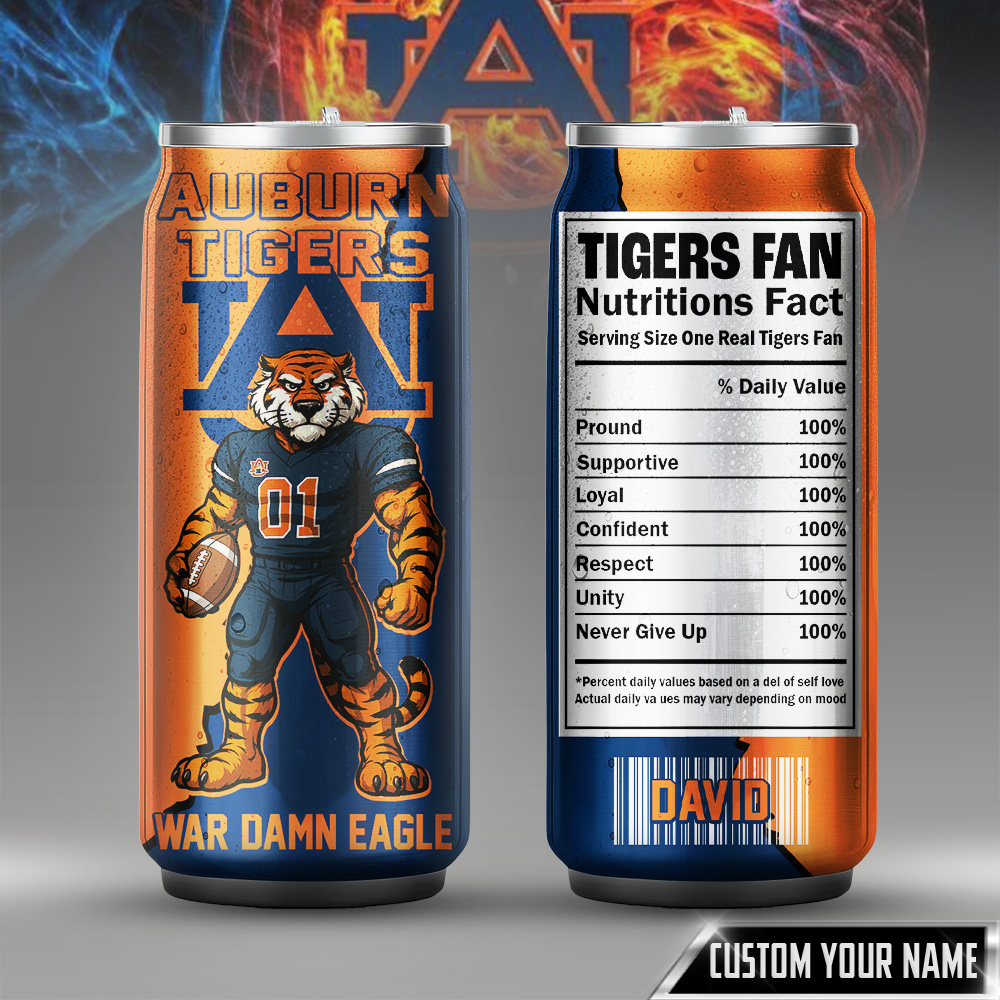 AUBURN
TIGERS
AU
01
WAR DAMN EAGLE
TIGERS FAN
Nutritions Fact
Serving Size One Real Tigers Fan
% Daily Value
Pround 100%
Supportive 100%
Loyal 100%
Confident 100%
Respect 100%
Unity 100%
Never Give Up 100%
*Percent daily values based on a del of self love
Actual daily va ues may vary depending on mood
DAVID
CUSTOM YOUR NAME